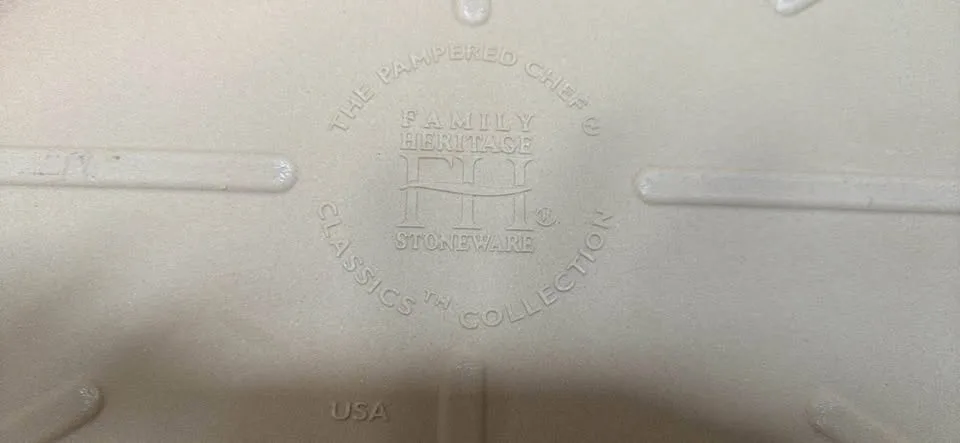 THE PAMPERED CHEF ®
FAMILY
HERITAGE
FH ®
STONEWARE
CLASSICS ™ COLLECTION
USA